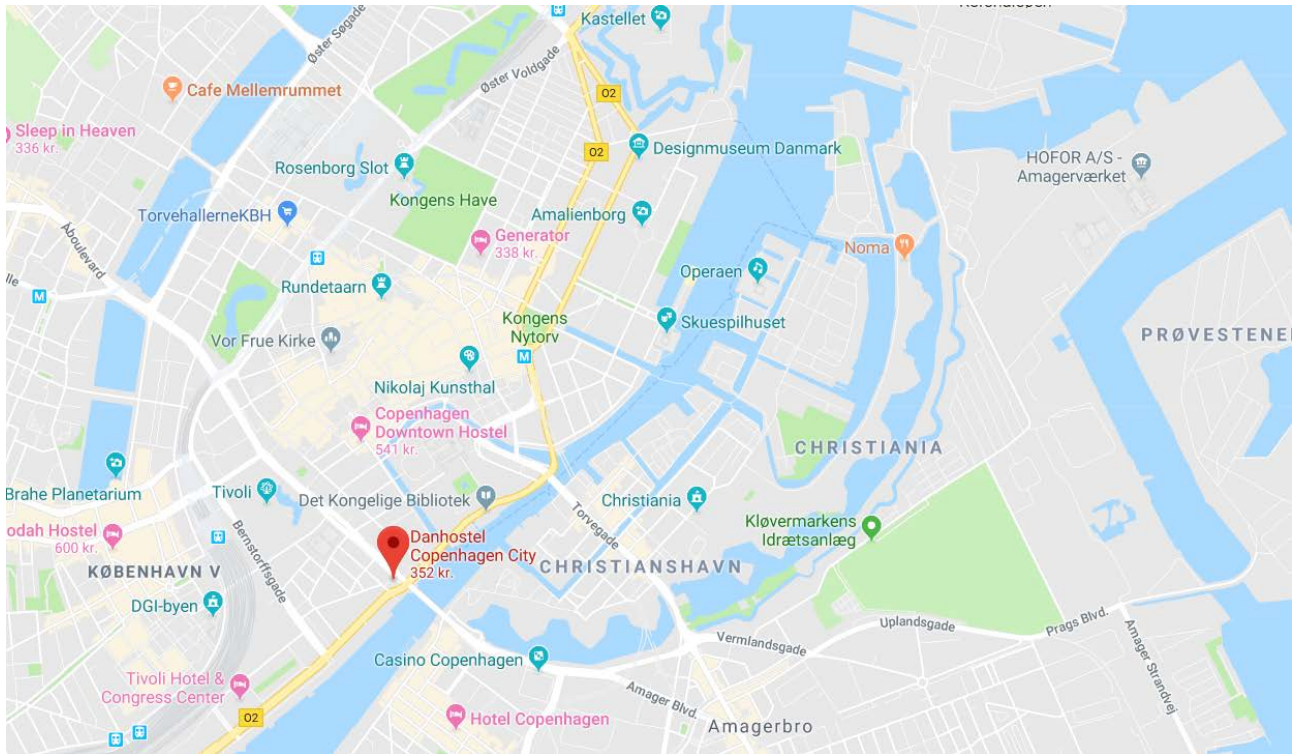 Kastellet
Øster Søgade
Øster Voldgade
Cafe Mellemrummet
02
Sleep in Heaven
336 kr.
Designmuseum Danmark
02
HOFOR A/S -
Amagerværket
Rosenborg Slot
Kongens Have
TorvehallerneKBH
Amalienborg
Åboulevard
Generator
338 kr.
Noma
Operaen
Rundetaarn
M
Kongens
Nytorv
Skuespilhuset
PRØVESTENE
Vor Frue Kirke
M
Nikolaj Kunsthal
Copenhagen
Downtown Hostel
541 kr.
CHRISTIANIA
Brahe Planetarium
Tivoli
Det Kongelige Bibliotek
Christiania
Torvegade
Kløvermarkens
Idrætsanlæg
odah Hostel
600 kr.
Bernstorffsgade
Danhostel
Copenhagen City
352 kr.
KØBENHAVN V
CHRISTIANSHAVN
DGI-byen
Uplandsgade
Prags Blvd.
Vermlandsgade
Amager Strandvej
Casino Copenhagen
Tivoli Hotel &
Congress Center
Amager Blvd.
02
Hotel Copenhagen
Amagerbro